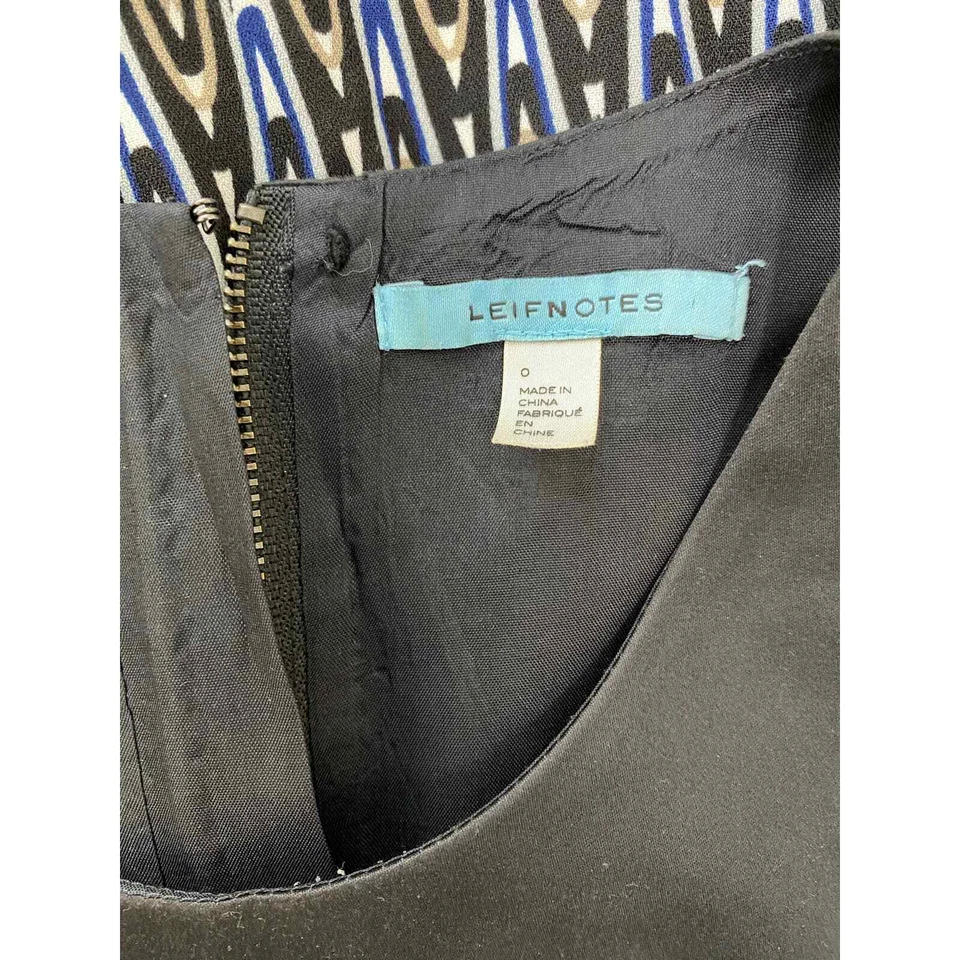 LEIFNOTES
0
MADE IN
CHINA
FABRIQUÉ
EN
CHINE